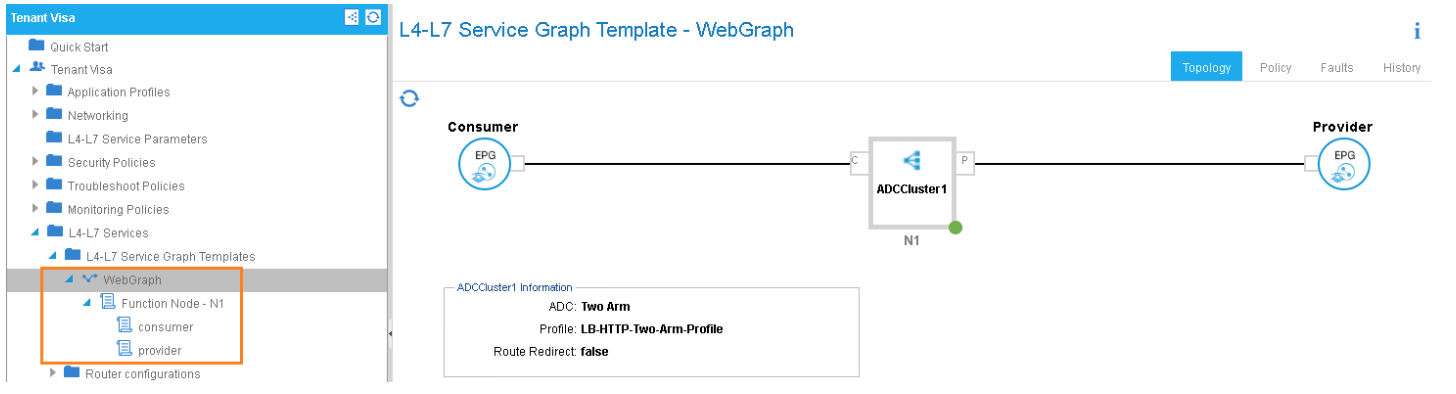 Tenant Visa
Quick Start
Tenant Visa
Application Profiles
Networking
L4-L7 Service Parameters
Security Policies
Troubleshoot Policies
Monitoring Policies
L4-L7 Services
L4-L7 Service Graph Templates
WebGraph
Function Node - N1
consumer
provider
Router configurations
L4-L7 Service Graph Template - WebGraph
i
Topology Policy Faults History
Consumer Provider
EPG EPG
C P
ADCCluster1
N1
ADCCluster1 Information
ADC: Two Arm
Profile: LB-HTTP-Two-Arm-Profile
Route Redirect: false